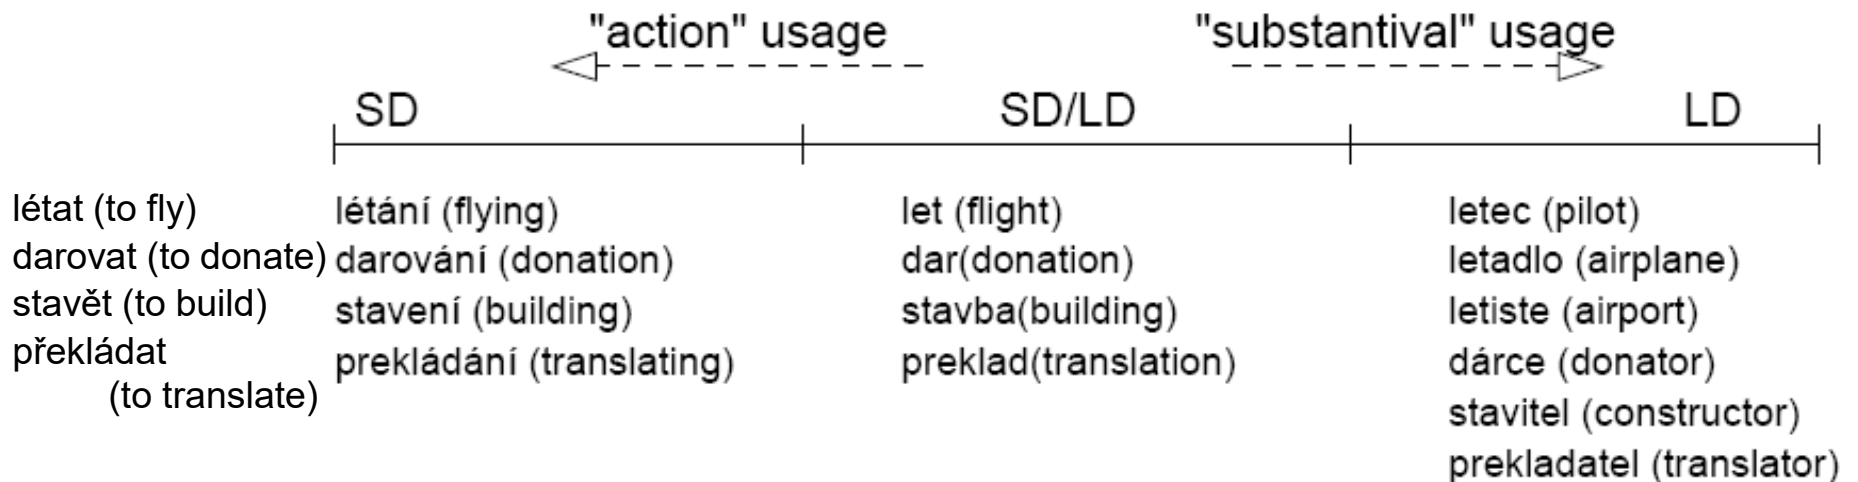 "action" usage "substantival" usage
SD SD/LD LD
létat (to fly) létání (flying) let (flight) letec (pilot)
darovat (to donate) darování (donation) dar(donation) letadlo (airplane)
stavět (to build) stavení (building) stavba(building) letiste (airport)
překládat prekládání (translating) preklad(translation) dárce (donator)
(to translate) stavitel (constructor)
prekladatel (translator)